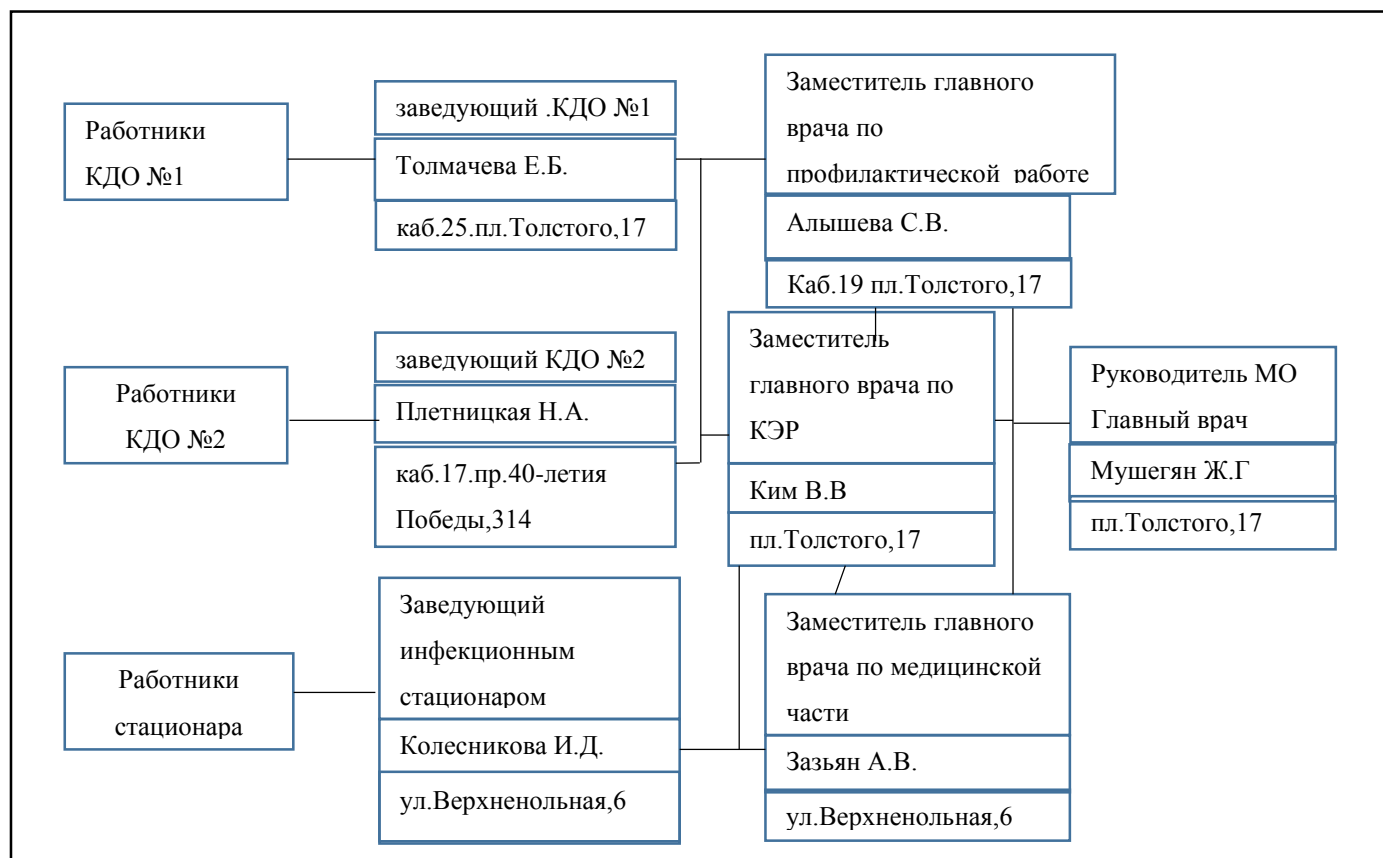 Работники
КДО №1
заведующий .КДО №1
Толмачева Е.Б.
каб.25.пл.Толстого,17
Заместитель главного
врача по
профилактической работе
Алышева С.В.
Каб.19 пл.Толстого,17
Работники
КДО №2
заведующий КДО №2
Плетницкая Н.А.
каб.17.пр.40-летия
Победы,314
Заместитель
главного врача по
КЭР
Ким В.В
пл.Толстого,17
Руководитель МО
Главный врач
Мушегян Ж.Г
пл.Толстого,17
Работники
стационара
Заведующий
инфекционным
стационаром
Колесникова И.Д.
ул.Верхненольная,6
Заместитель главного
врача по медицинской
части
Зазьян А.В.
ул.Верхненольная,6